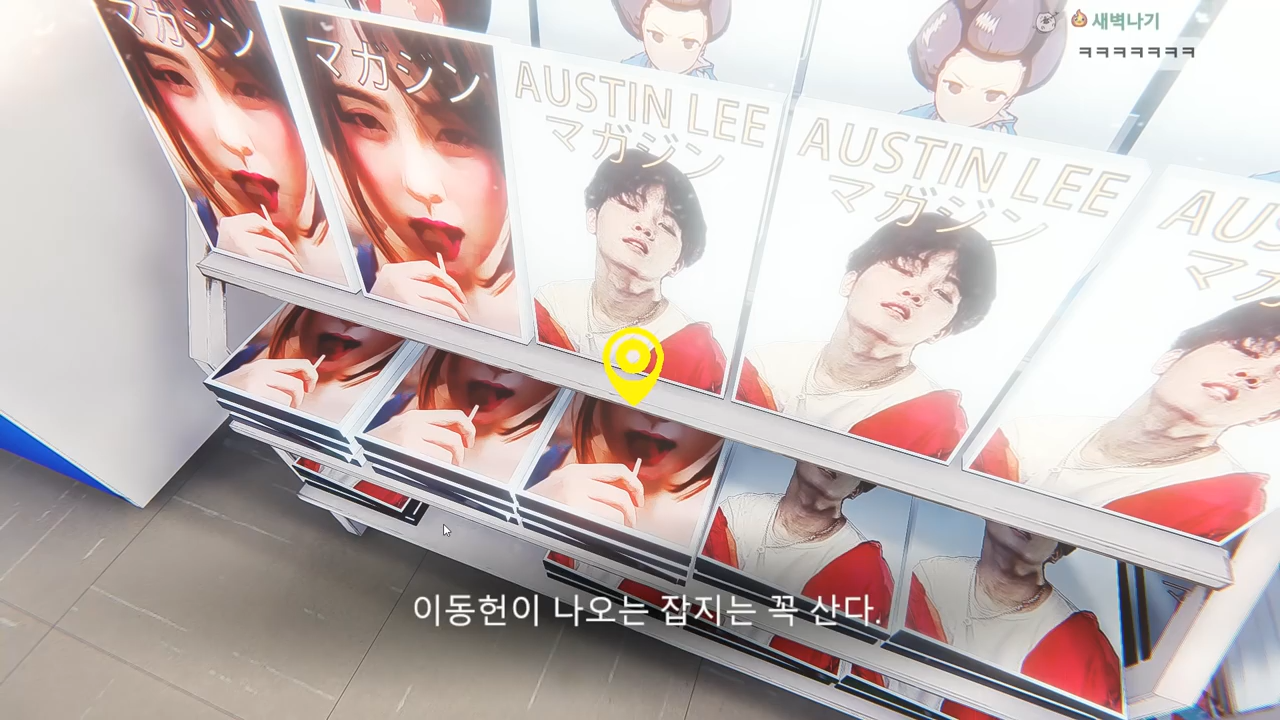 새벽나기
ㅋㅋㅋㅋㅋㅋㅋ
マガジン
マガジン
AUSTIN LEE
マガジン
AUSTIN LEE
マガジン
AUS
マガ
이동헌이 나오는 잡지는 꼭 산다.